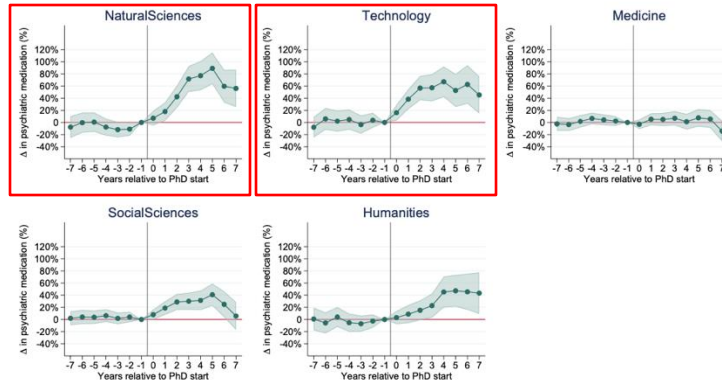 NaturalSciences
Δ in psychiatric medication (%)
120%
100%
80%
60%
40%
20%
0
-20%
-40%
-7 -6 -5 -4 -3 -2 -1 0 1 2 3 4 5 6 7
Years relative to PhD start
Technology
Δ in psychiatric medication (%)
120%
100%
80%
60%
40%
20%
0
-20%
-40%
-7 -6 -5 -4 -3 -2 -1 0 1 2 3 4 5 6 7
Years relative to PhD start
Medicine
Δ in psychiatric medication (%)
120%
100%
80%
60%
40%
20%
0
-20%
-40%
-7 -6 -5 -4 -3 -2 -1 0 1 2 3 4 5 6 7
Years relative to PhD start
SocialSciences
Δ in psychiatric medication (%)
120%
100%
80%
60%
40%
20%
0
-20%
-40%
-7 -6 -5 -4 -3 -2 -1 0 1 2 3 4 5 6 7
Years relative to PhD start
Humanities
Δ in psychiatric medication (%)
120%
100%
80%
60%
40%
20%
0
-20%
-40%
-7 -6 -5 -4 -3 -2 -1 0 1 2 3 4 5 6 7
Years relative to PhD start